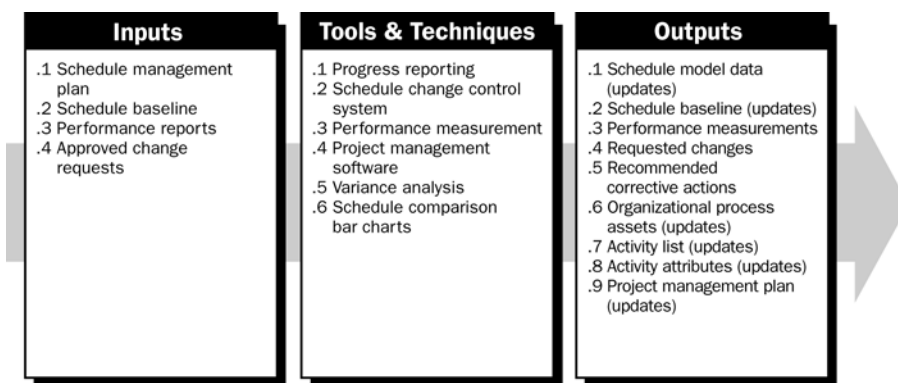 Inputs
.1 Schedule management
plan
.2 Schedule baseline
.3 Performance reports
.4 Approved change
requests
Tools & Techniques
.1 Progress reporting
.2 Schedule change control
system
.3 Performance measurement
.4 Project management
software
.5 Variance analysis
.6 Schedule comparison
bar charts
Outputs
.1 Schedule model data
(updates)
.2 Schedule baseline (updates)
.3 Performance measurements
.4 Requested changes
.5 Recommended
corrective actions
.6 Organizational process
assets (updates)
.7 Activity list (updates)
.8 Activity attributes (updates)
.9 Project management plan
(updates)